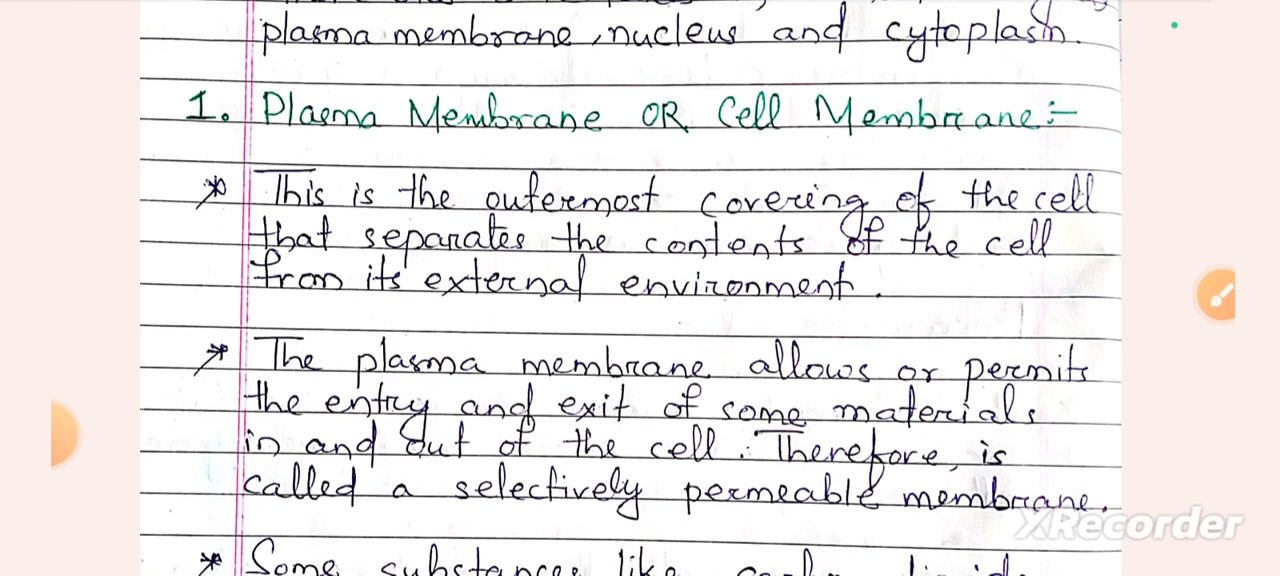 plasma membrane, nucleus and cytoplasm.
1. Plasma Membrane OR Cell Membrane:-
* This is the outermost covering of the cell
that separates the contents of the cell
from its external environment.
* The plasma membrane allows or permits
the entry and exit of some materials
in and out of the cell. Therefore, is
called a selectively permeable membrane.
XRecorder
* Some substances like